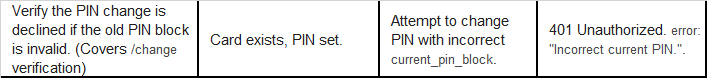 Verify the PIN change is
declined if the old PIN block
is invalid. (Covers /change
verification)
Card exists, PIN set.
Attempt to change
PIN with incorrect
current_pin_block.
401 Unauthorized. error:
"Incorrect current PIN.".